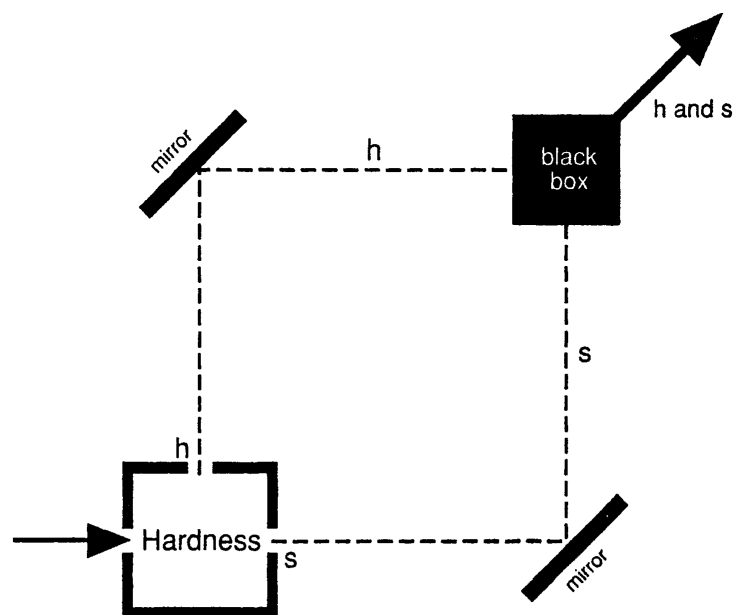 mirror
h
black
box
h and s
s
h
Hardness
s
mirror